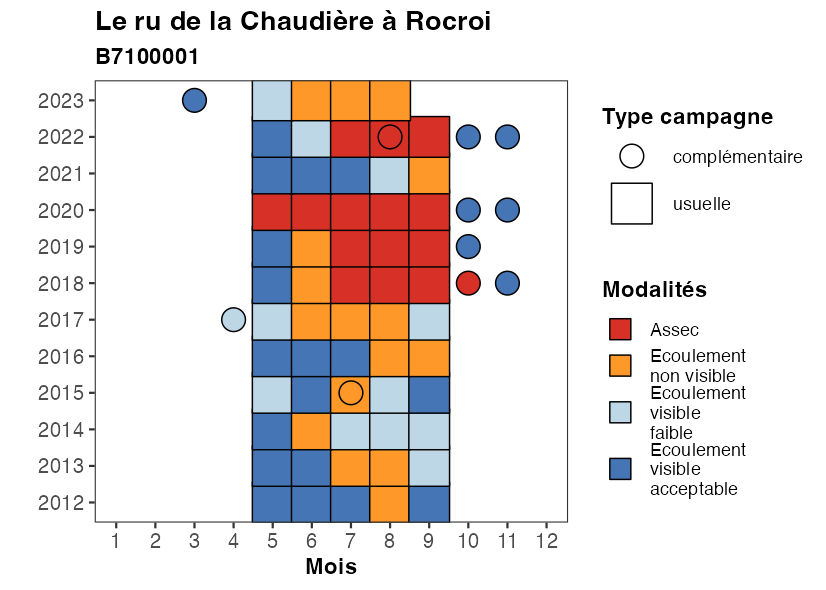 Le ru de la Chaudière à Rocroi
B7100001
2023
2022
2021
2020
2019
2018
2017
2016
2015
2014
2013
2012
1 2 3 4 5 6 7 8 9 10 11 12
Mois
Type campagne
complémentaire
usuelle
Modalités
Assec
Ecoulement
non visible
Ecoulement
visible
faible
Ecoulement
visible
acceptable